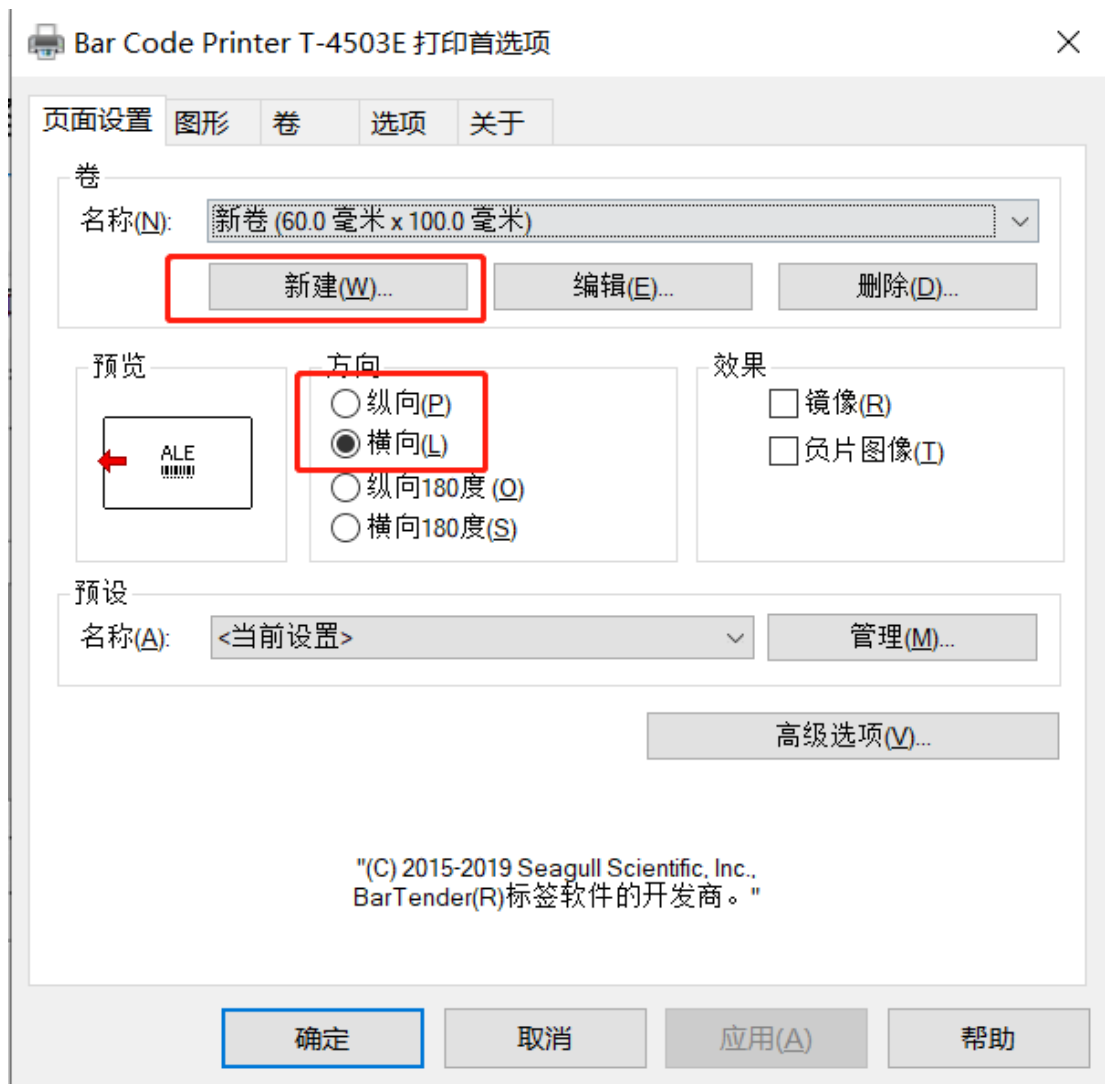 Bar Code Printer T-4503E 打印首选项
页面设置 图形 卷 选项 关于
卷
名称(N): 新卷 (60.0 毫米 x 100.0 毫米)
新建(W)... 编辑(E)... 删除(D)...
预览 方向 效果
纵向(P) 镜像(R)
ALE 横向(L) 负片图像(T)
纵向180度 (O)
横向180度(S)
预设
名称(A): <当前设置> 管理(M)...
高级选项(V)...
"(C) 2015-2019 Seagull Scientific, Inc.,
BarTender(R)标签软件的开发商。"
确定 取消 应用(A) 帮助